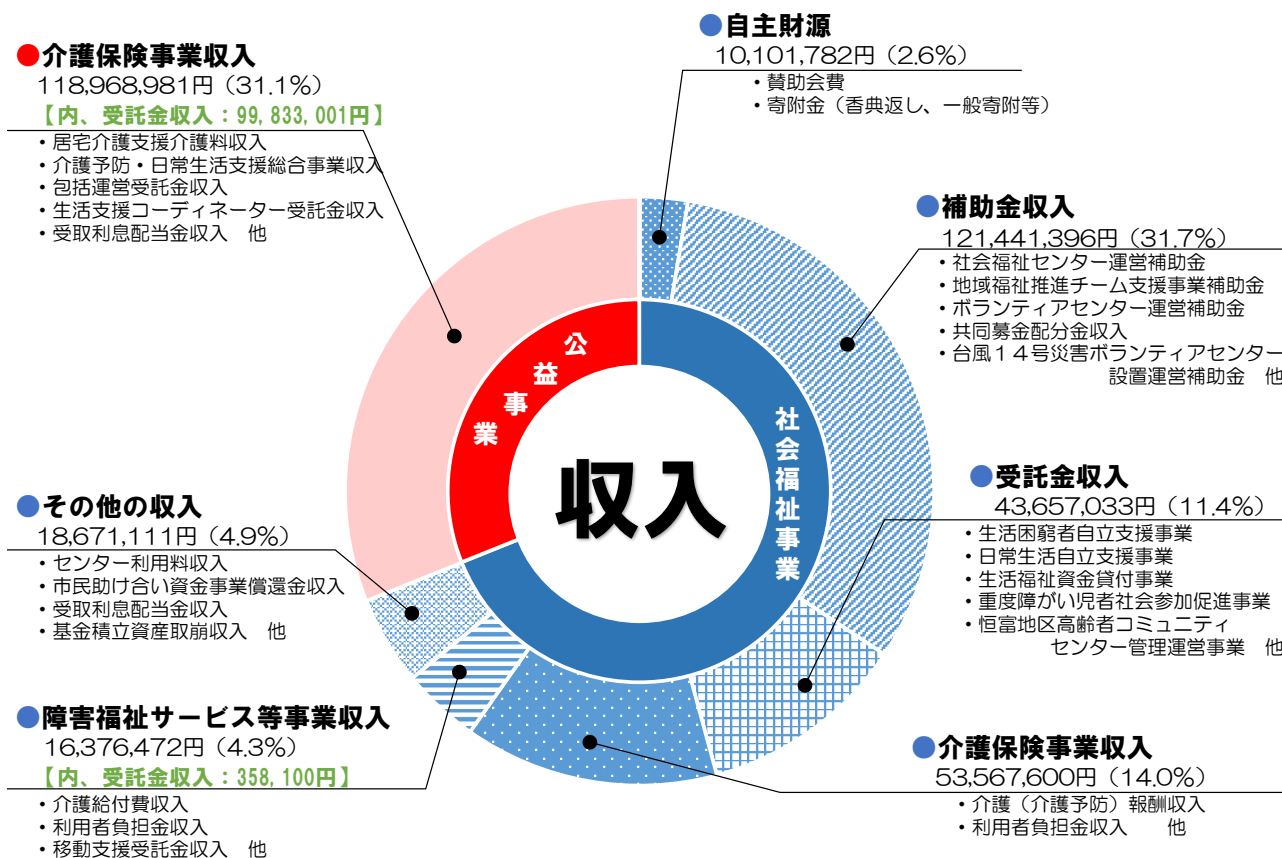 ●自主財源
10,101,782円（2.6%）
・賛助会費
・寄附金（香典返し、一般寄附等）
●補助金収入
121,441,396円（31.7%）
・社会福祉センター運営補助金
・地域福祉推進チーム支援事業補助金
・ボランティアセンター運営補助金
・共同募金配分金収入
・台風１４号災害ボランティアセンター
設置運営補助金　他
●受託金収入
43,657,033円（11.4%）
・生活困窮者自立支援事業
・日常生活自立支援事業
・生活福祉資金貸付事業
・重度障がい児者社会参加促進事業
・恒富地区高齢者コミュニティ
センター管理運営事業　他
●介護保険事業収入
53,567,600円（14.0%）
・介護（介護予防）報酬収入
・利用者負担金収入　　他
●障害福祉サービス等事業収入
16,376,472円（4.3%）
【内、受託金収入：358,100円】
・介護給付費収入
・利用者負担金収入
・移動支援受託金収入　他
●その他の収入
18,671,111円（4.9%）
・センター利用料収入
・市民助け合い資金事業償還金収入
・受取利息配当金収入
・基金積立資産取崩収入　他
●介護保険事業収入
118,968,981円（31.1%）
【内、受託金収入：99,833,001円】
・居宅介護支援介護料収入
・介護予防・日常生活支援総合事業収入
・包括運営受託金収入
・生活支援コーディネーター受託金収入
・受取利息配当金収入　他
公益事業
社会福祉事業
収入